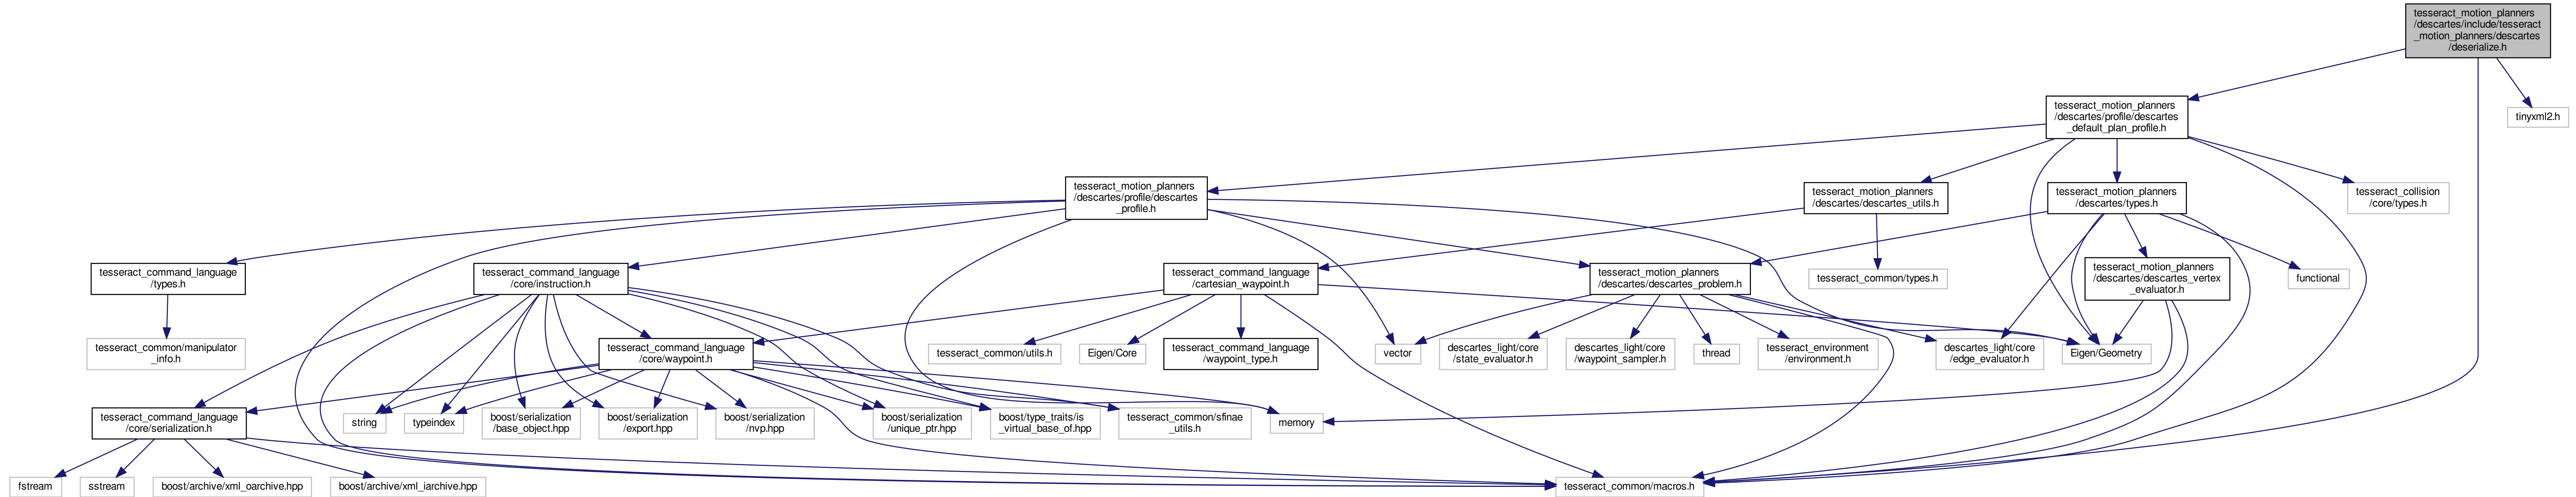 tesseract_motion_planners
/descartes/include/tesseract
_motion_planners/descartes
/deserialize.h
tesseract_motion_planners
/descartes/profile/descartes
_default_plan_profile.h
tinyxml2.h
tesseract_motion_planners
/descartes/profile/descartes
_profile.h
tesseract_motion_planners
/descartes/descartes_utils.h
tesseract_motion_planners
/descartes/types.h
tesseract_collision
/core/types.h
tesseract_command_language
/types.h
tesseract_command_language
/core/instruction.h
tesseract_command_language
/cartesian_waypoint.h
tesseract_motion_planners
/descartes/descartes_problem.h
tesseract_common/types.h
tesseract_motion_planners
/descartes/descartes_vertex
_evaluator.h
functional
tesseract_common/manipulator
_info.h
tesseract_command_language
/core/waypoint.h
tesseract_common/utils.h
Eigen/Core
tesseract_command_language
/waypoint_type.h
vector
descartes_light/core
/state_evaluator.h
descartes_light/core
/waypoint_sampler.h
thread
tesseract_environment
/environment.h
descartes_light/core
/edge_evaluator.h
Eigen/Geometry
tesseract_command_language
/core/serialization.h
string
typeindex
boost/serialization
/base_object.hpp
boost/serialization
/export.hpp
boost/serialization
/nvp.hpp
boost/serialization
/unique_ptr.hpp
boost/type_traits/is
_virtual_base_of.hpp
tesseract_common/sfinae
_utils.h
memory
fstream
sstream
boost/archive/xml_oarchive.hpp
boost/archive/xml_iarchive.hpp
tesseract_common/macros.h